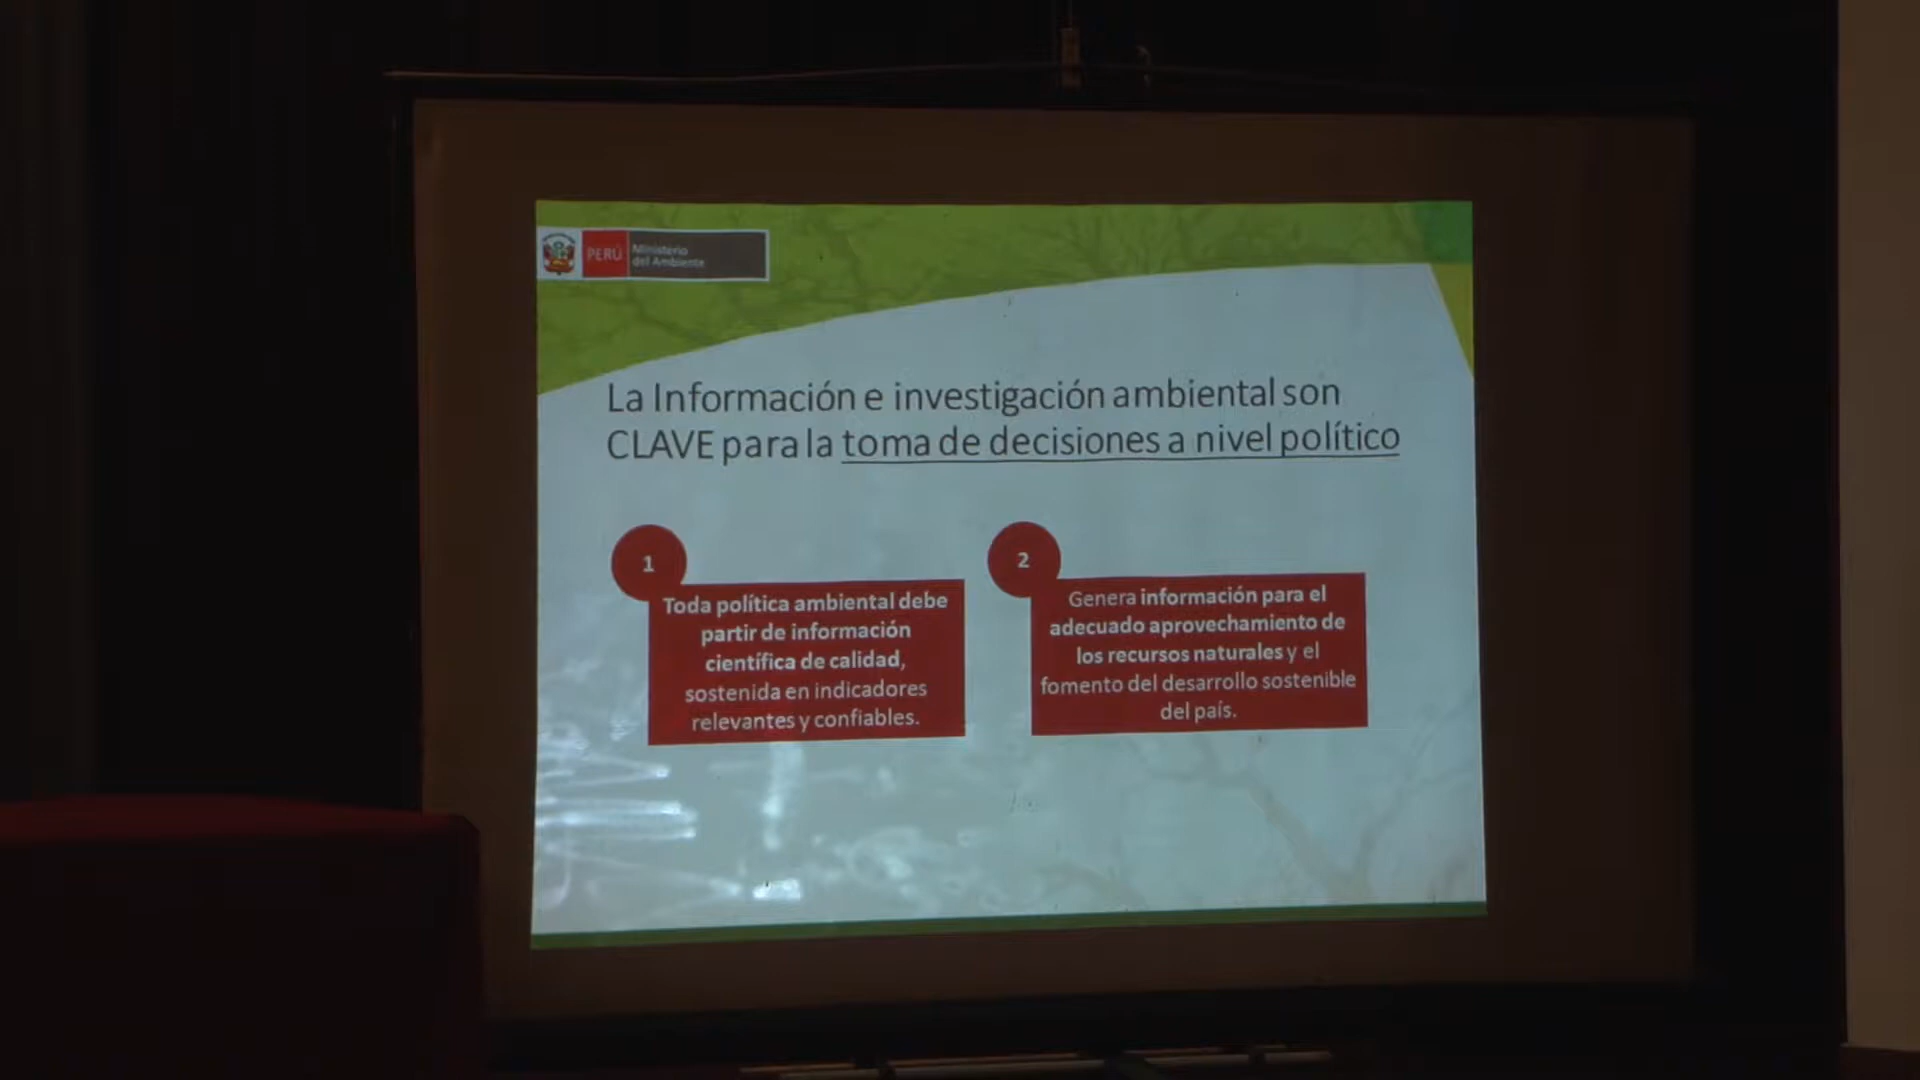 PERÚ
Ministerio
del Ambiente
La Información e investigación ambiental son
CLAVE para la toma de decisiones a nivel político
1
Toda política ambiental debe
partir de información
científica de calidad,
sostenida en indicadores
relevantes y confiables.
2
Genera información para el
adecuado aprovechamiento de
los recursos naturales y el
fomento del desarrollo sostenible
del país.